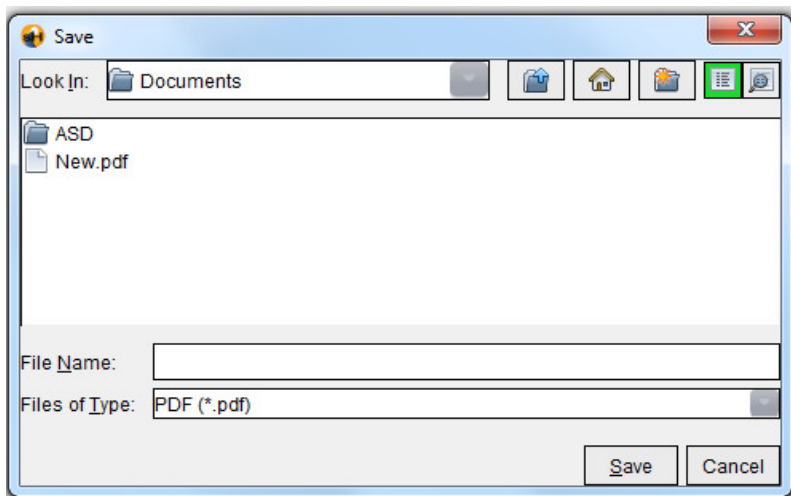 Save
Look In: Documents
ASD
New.pdf
File Name:
Files of Type: PDF (*.pdf)
Save Cancel